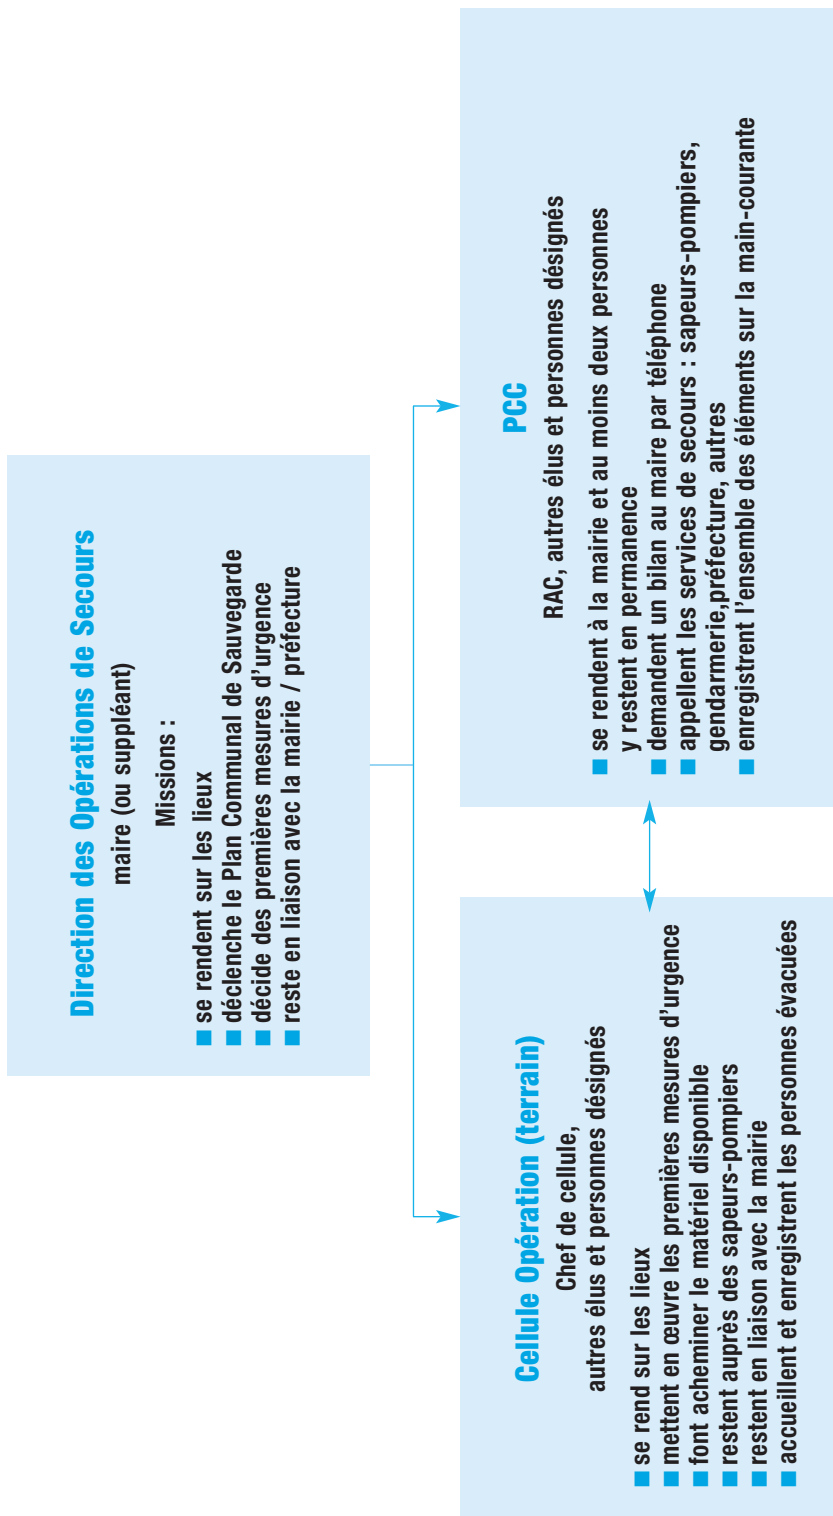 Direction des Opérations de Secours
maire (ou suppléant)
Missions :
■ se rendent sur les lieux
■ déclenche le Plan Communal de Sauvegarde
■ décide des premières mesures d'urgence
■ reste en liaison avec la mairie / préfecture
Cellule Opération (terrain)
Chef de cellule,
autres élus et personnes désignés
■ se rend sur les lieux
■ mettent en œuvre les premières mesures d'urgence
■ font acheminer le matériel disponible
■ restent auprès des sapeurs-pompiers
■ restent en liaison avec la mairie
■ accueillent et enregistrent les personnes évacuées
PCC
RAC, autres élus et personnes désignés
■ se rendent à la mairie et au moins deux personnes
y restent en permanence
■ demandent un bilan au maire par téléphone
■ appellent les services de secours : sapeurs-pompiers,
gendarmerie,préfecture, autres
■ enregistrent l'ensemble des éléments sur la main-courante